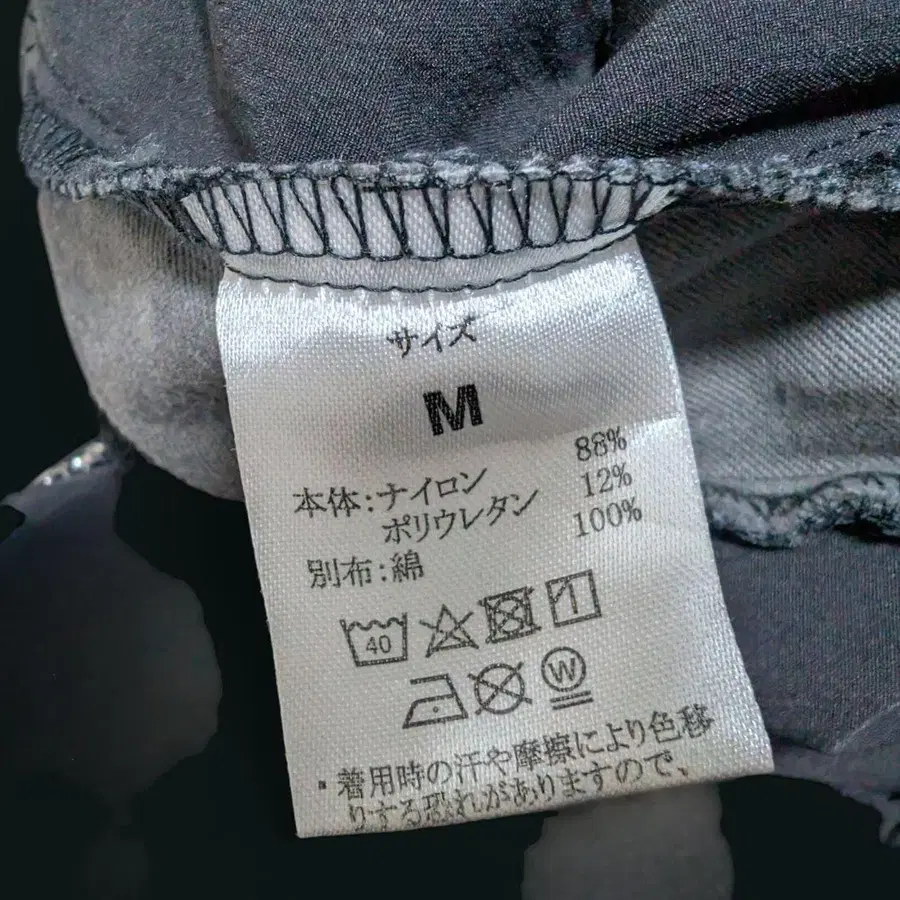 サイズ
M
本体:ナイロン 88%
ポリウレタン 12%
別布:綿 100%
40
W
・着用時の汗や摩擦により色移
りする恐れがありますので、